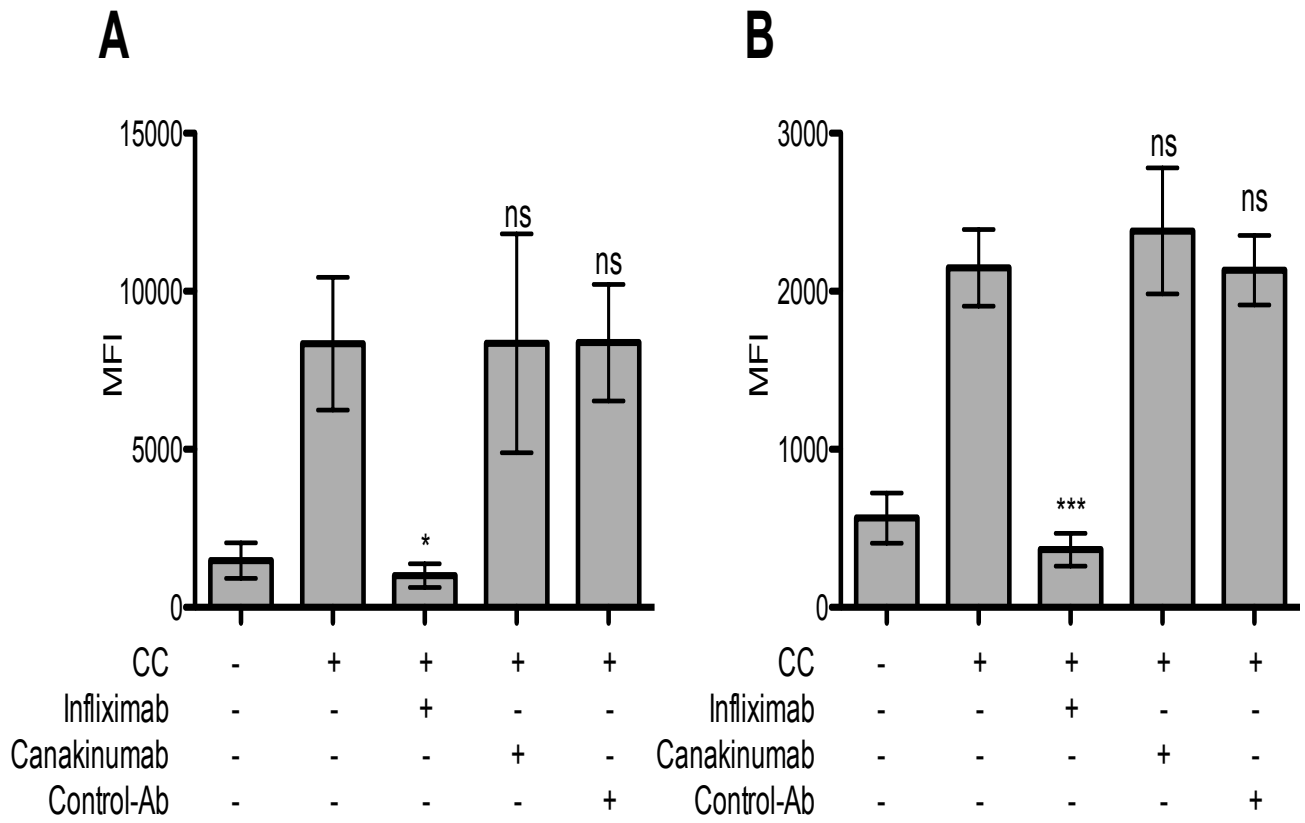 A
15000
10000
5000
0
MFI
*
ns
ns
CC - + + + +
Infliximab - - + - -
Canakinumab - - - + -
Control-Ab - - - - +
B
3000
2000
1000
0
MFI
***
ns
ns
CC - + + + +
Infliximab - - + - -
Canakinumab - - - + -
Control-Ab - - - - +